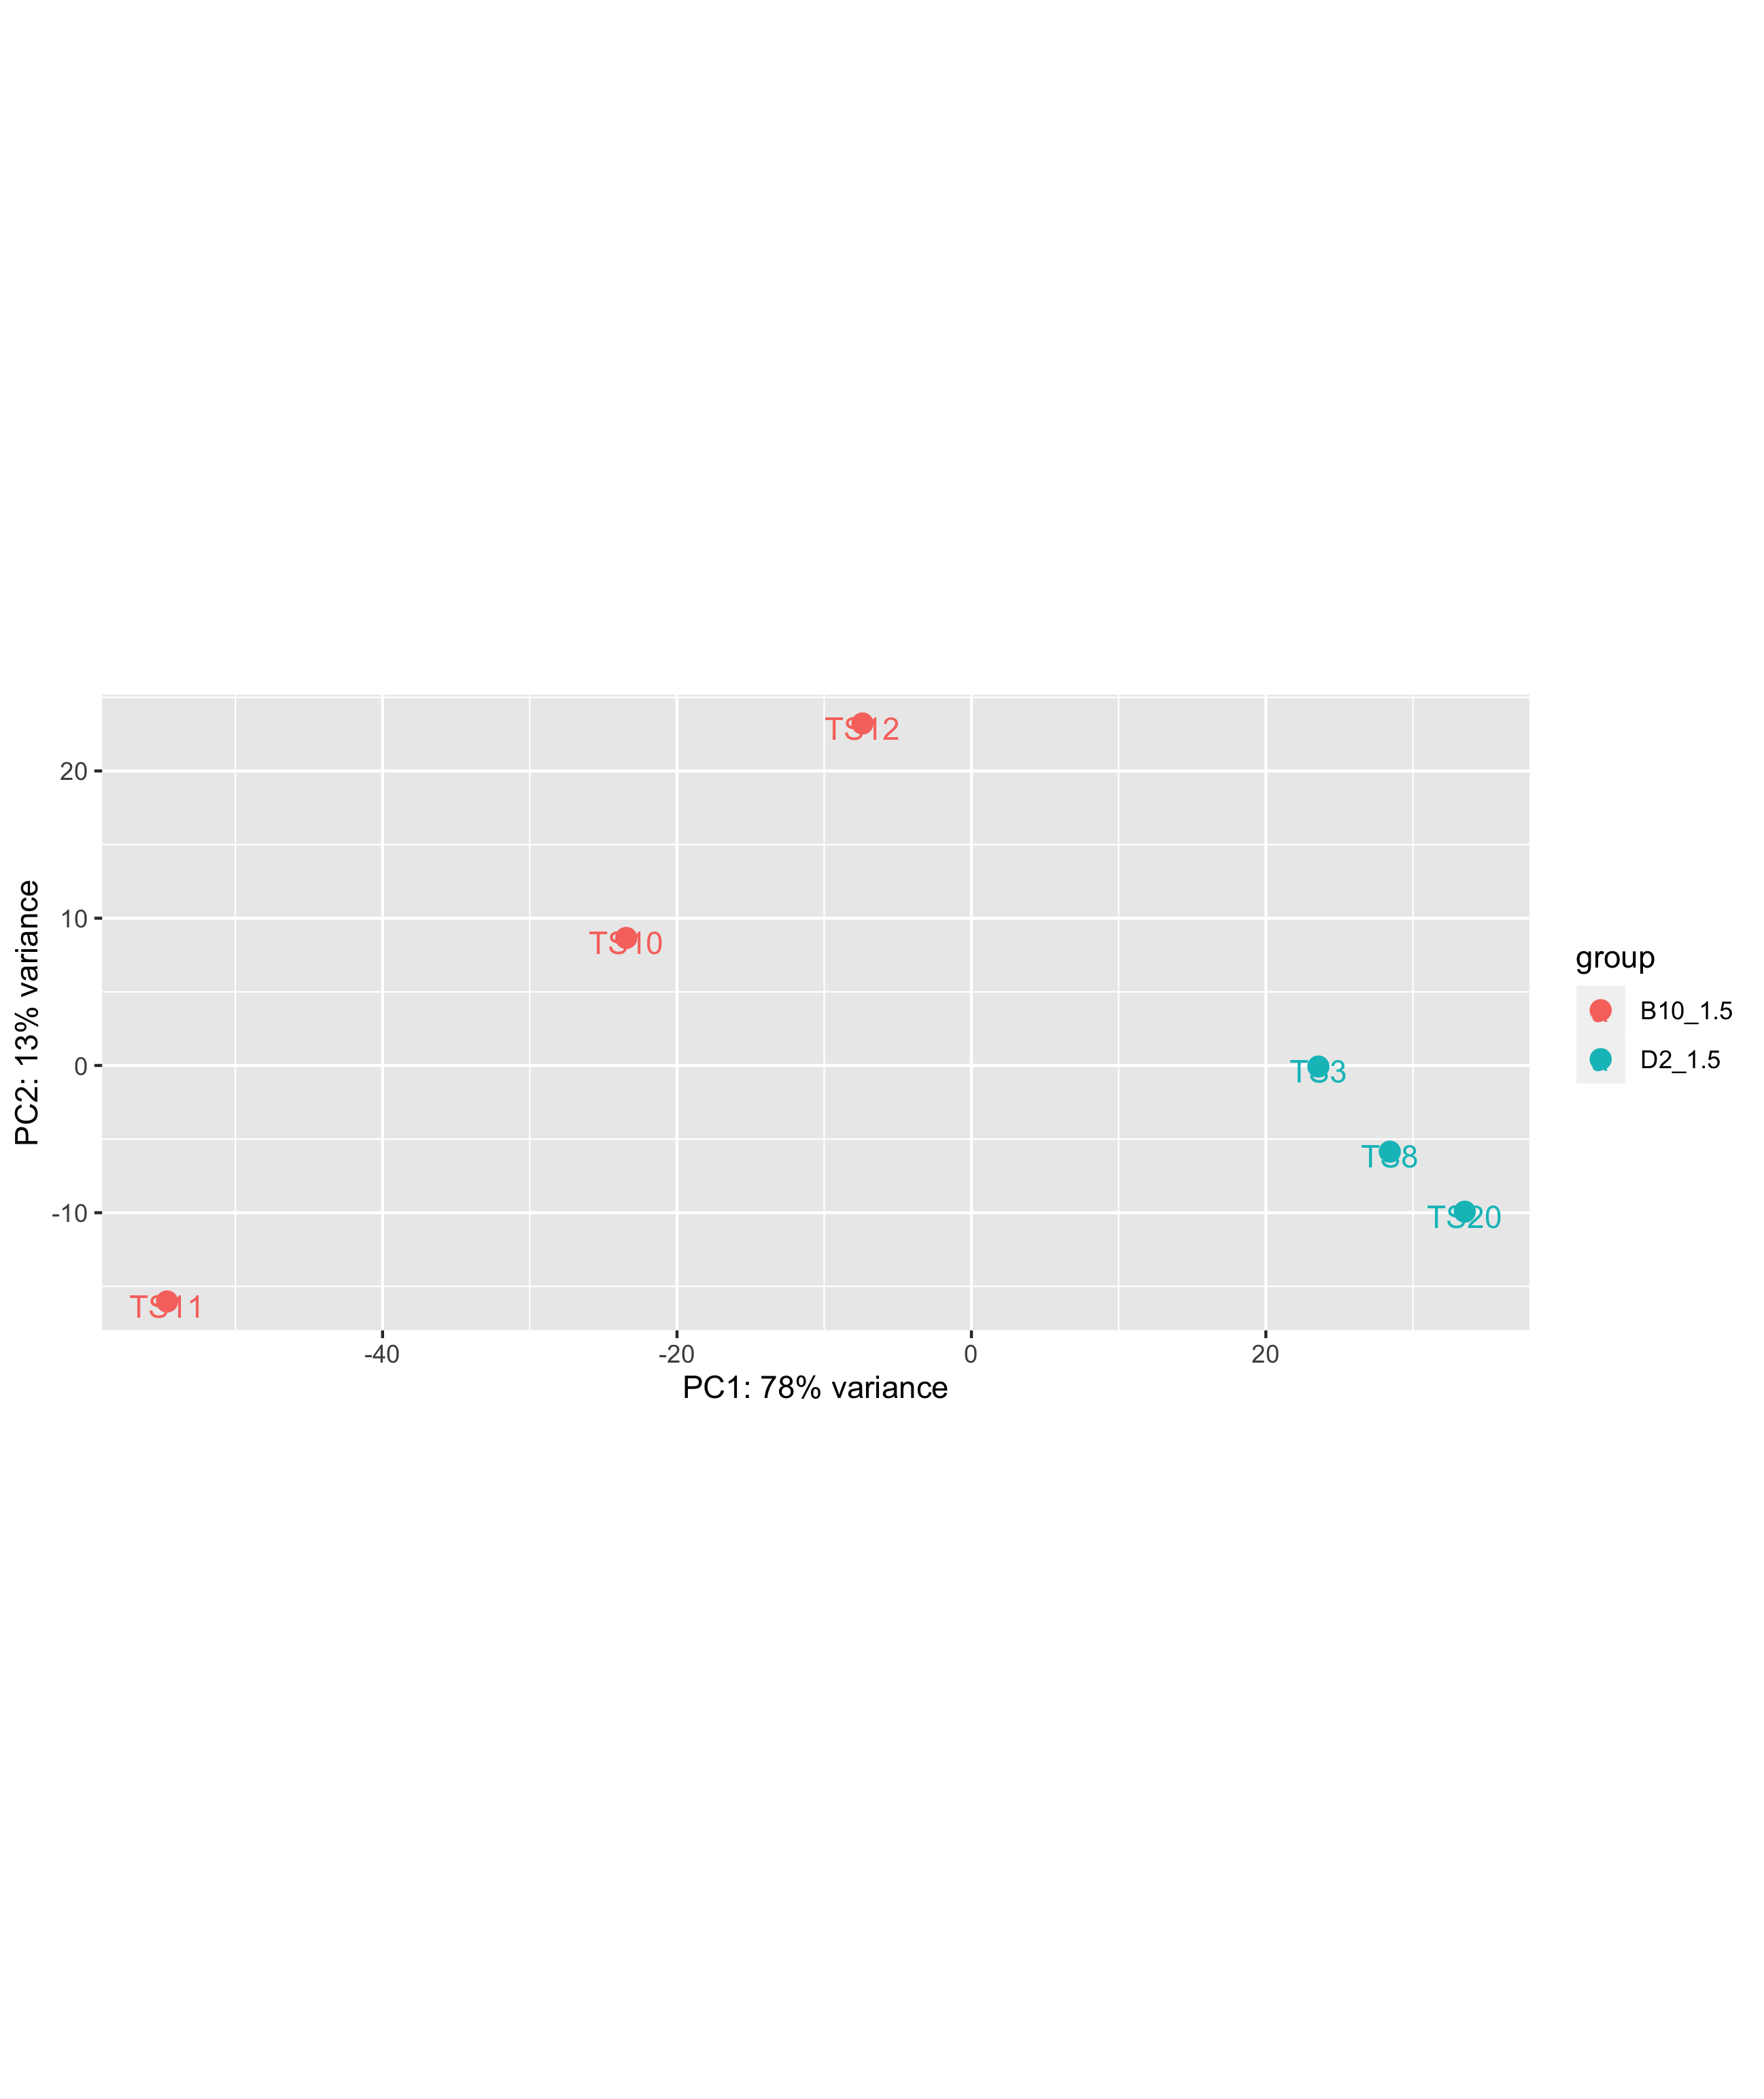 PC2: 13% variance
20
10
0
-10
TS12
TS10
TS3
TS8
TS20
TS11
-40
-20
0
20
PC1: 78% variance
group
B10_1.5
D2_1.5